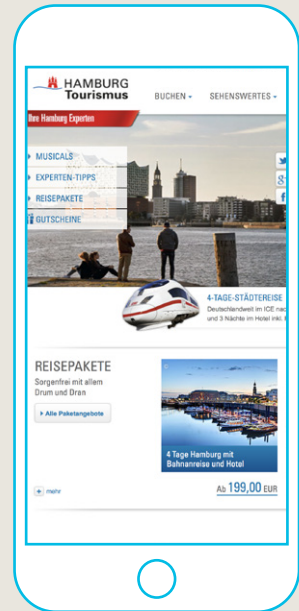 HAMBURG
Tourismus
BUCHEN
SEHENSWERTES
Ihre Hamburg Experten
MUSICALS
EXPERTEN-TIPPS
REISEPAKETE
GUTSCHEINE
4-TAGE-STÄDTEREISE
Deutschlandweit im ICE
und 3 Nächte im Hotel inkl.
REISEPAKETE
Sorgenfrei mit allem
Drum und Dran
Alle Paketangebote
4 Tage Hamburg mit
Bahnanreise und Hotel
mehr
Ab 199,00 EUR